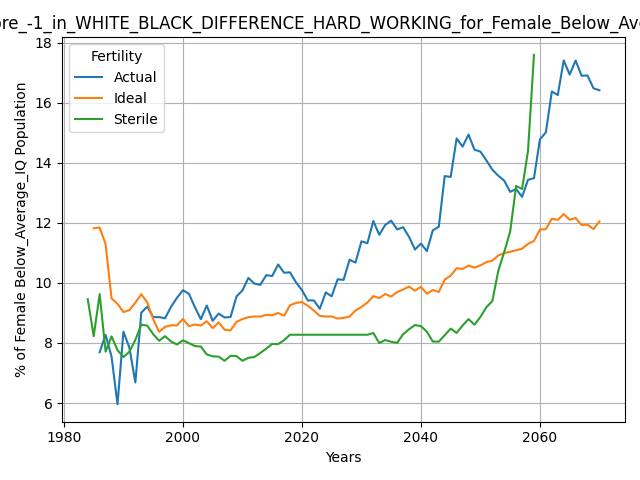 ore_-1_in_WHITE_BLACK_DIFFERENCE_HARD_WORKING_for_Female_Below_Ave
% of Female Below_Average_IQ Population
18
16
14
12
10
8
6
Fertility
Actual
Ideal
Sterile
1980
2000
2020
2040
2060
Years